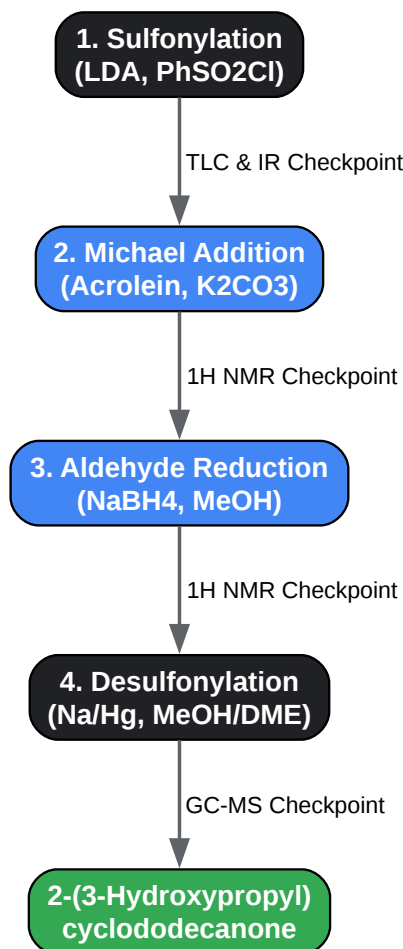 1. Sulfonylation
(LDA, PhSO2Cl)
TLC & IR Checkpoint
2. Michael Addition
(Acrolein, K2CO3)
1H NMR Checkpoint
3. Aldehyde Reduction
(NaBH4, MeOH)
1H NMR Checkpoint
4. Desulfonylation
(Na/Hg, MeOH/DME)
GC-MS Checkpoint
2-(3-Hydroxypropyl)
cyclododecanone